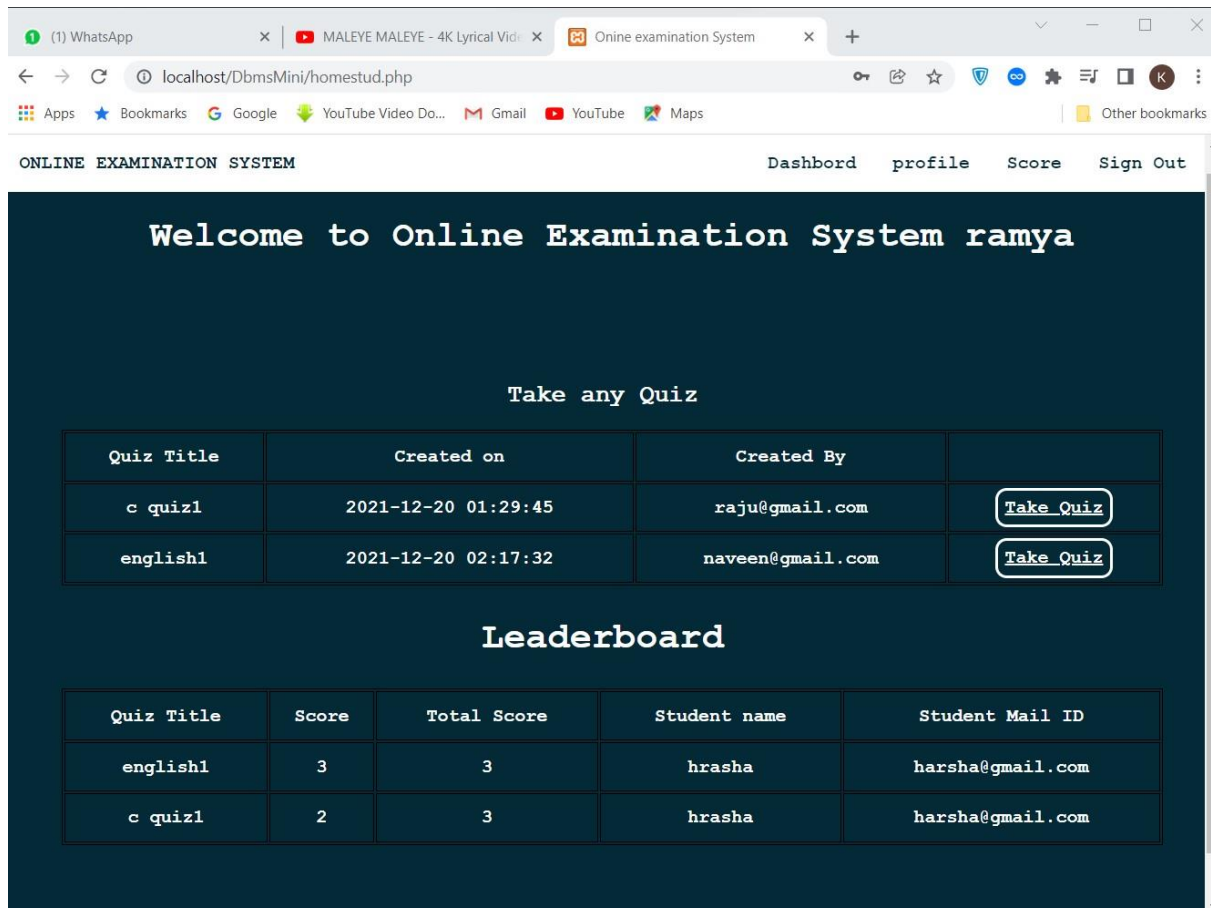 (1) WhatsApp MALEYE MALEYE - 4K Lyrical Vide Onine examination System
localhost/DbmsMini/homestud.php K
Apps Bookmarks Google YouTube Video Do... Gmail YouTube Maps Other bookmarks
ONLINE EXAMINATION SYSTEM Dashbord profile Score Sign Out
Welcome to Online Examination System ramya
Take any Quiz
Quiz Title Created on Created By
c quiz1 2021-12-20 01:29:45 raju@gmail.com Take Quiz
english1 2021-12-20 02:17:32 naveen@gmail.com Take Quiz
Leaderboard
Quiz Title Score Total Score Student name Student Mail ID
english1 3 3 hrasha harsha@gmail.com
c quiz1 2 3 hrasha harsha@gmail.com